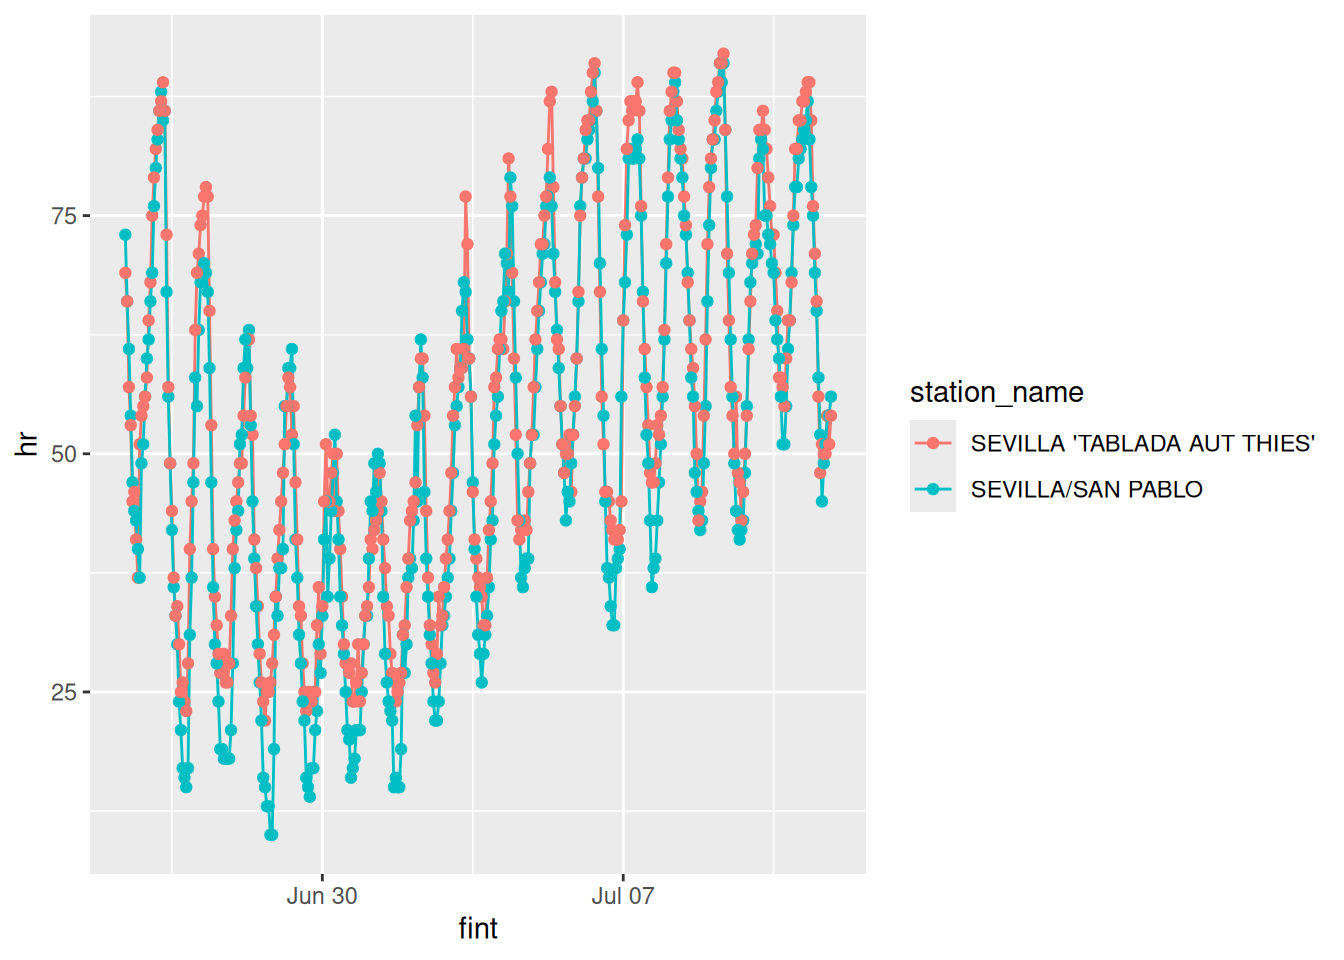 75
50
25
hr
Jun 30
Jul 07
fint
station_name
SEVILLA 'TABLADA AUT THIES'
SEVILLA/SAN PABLO